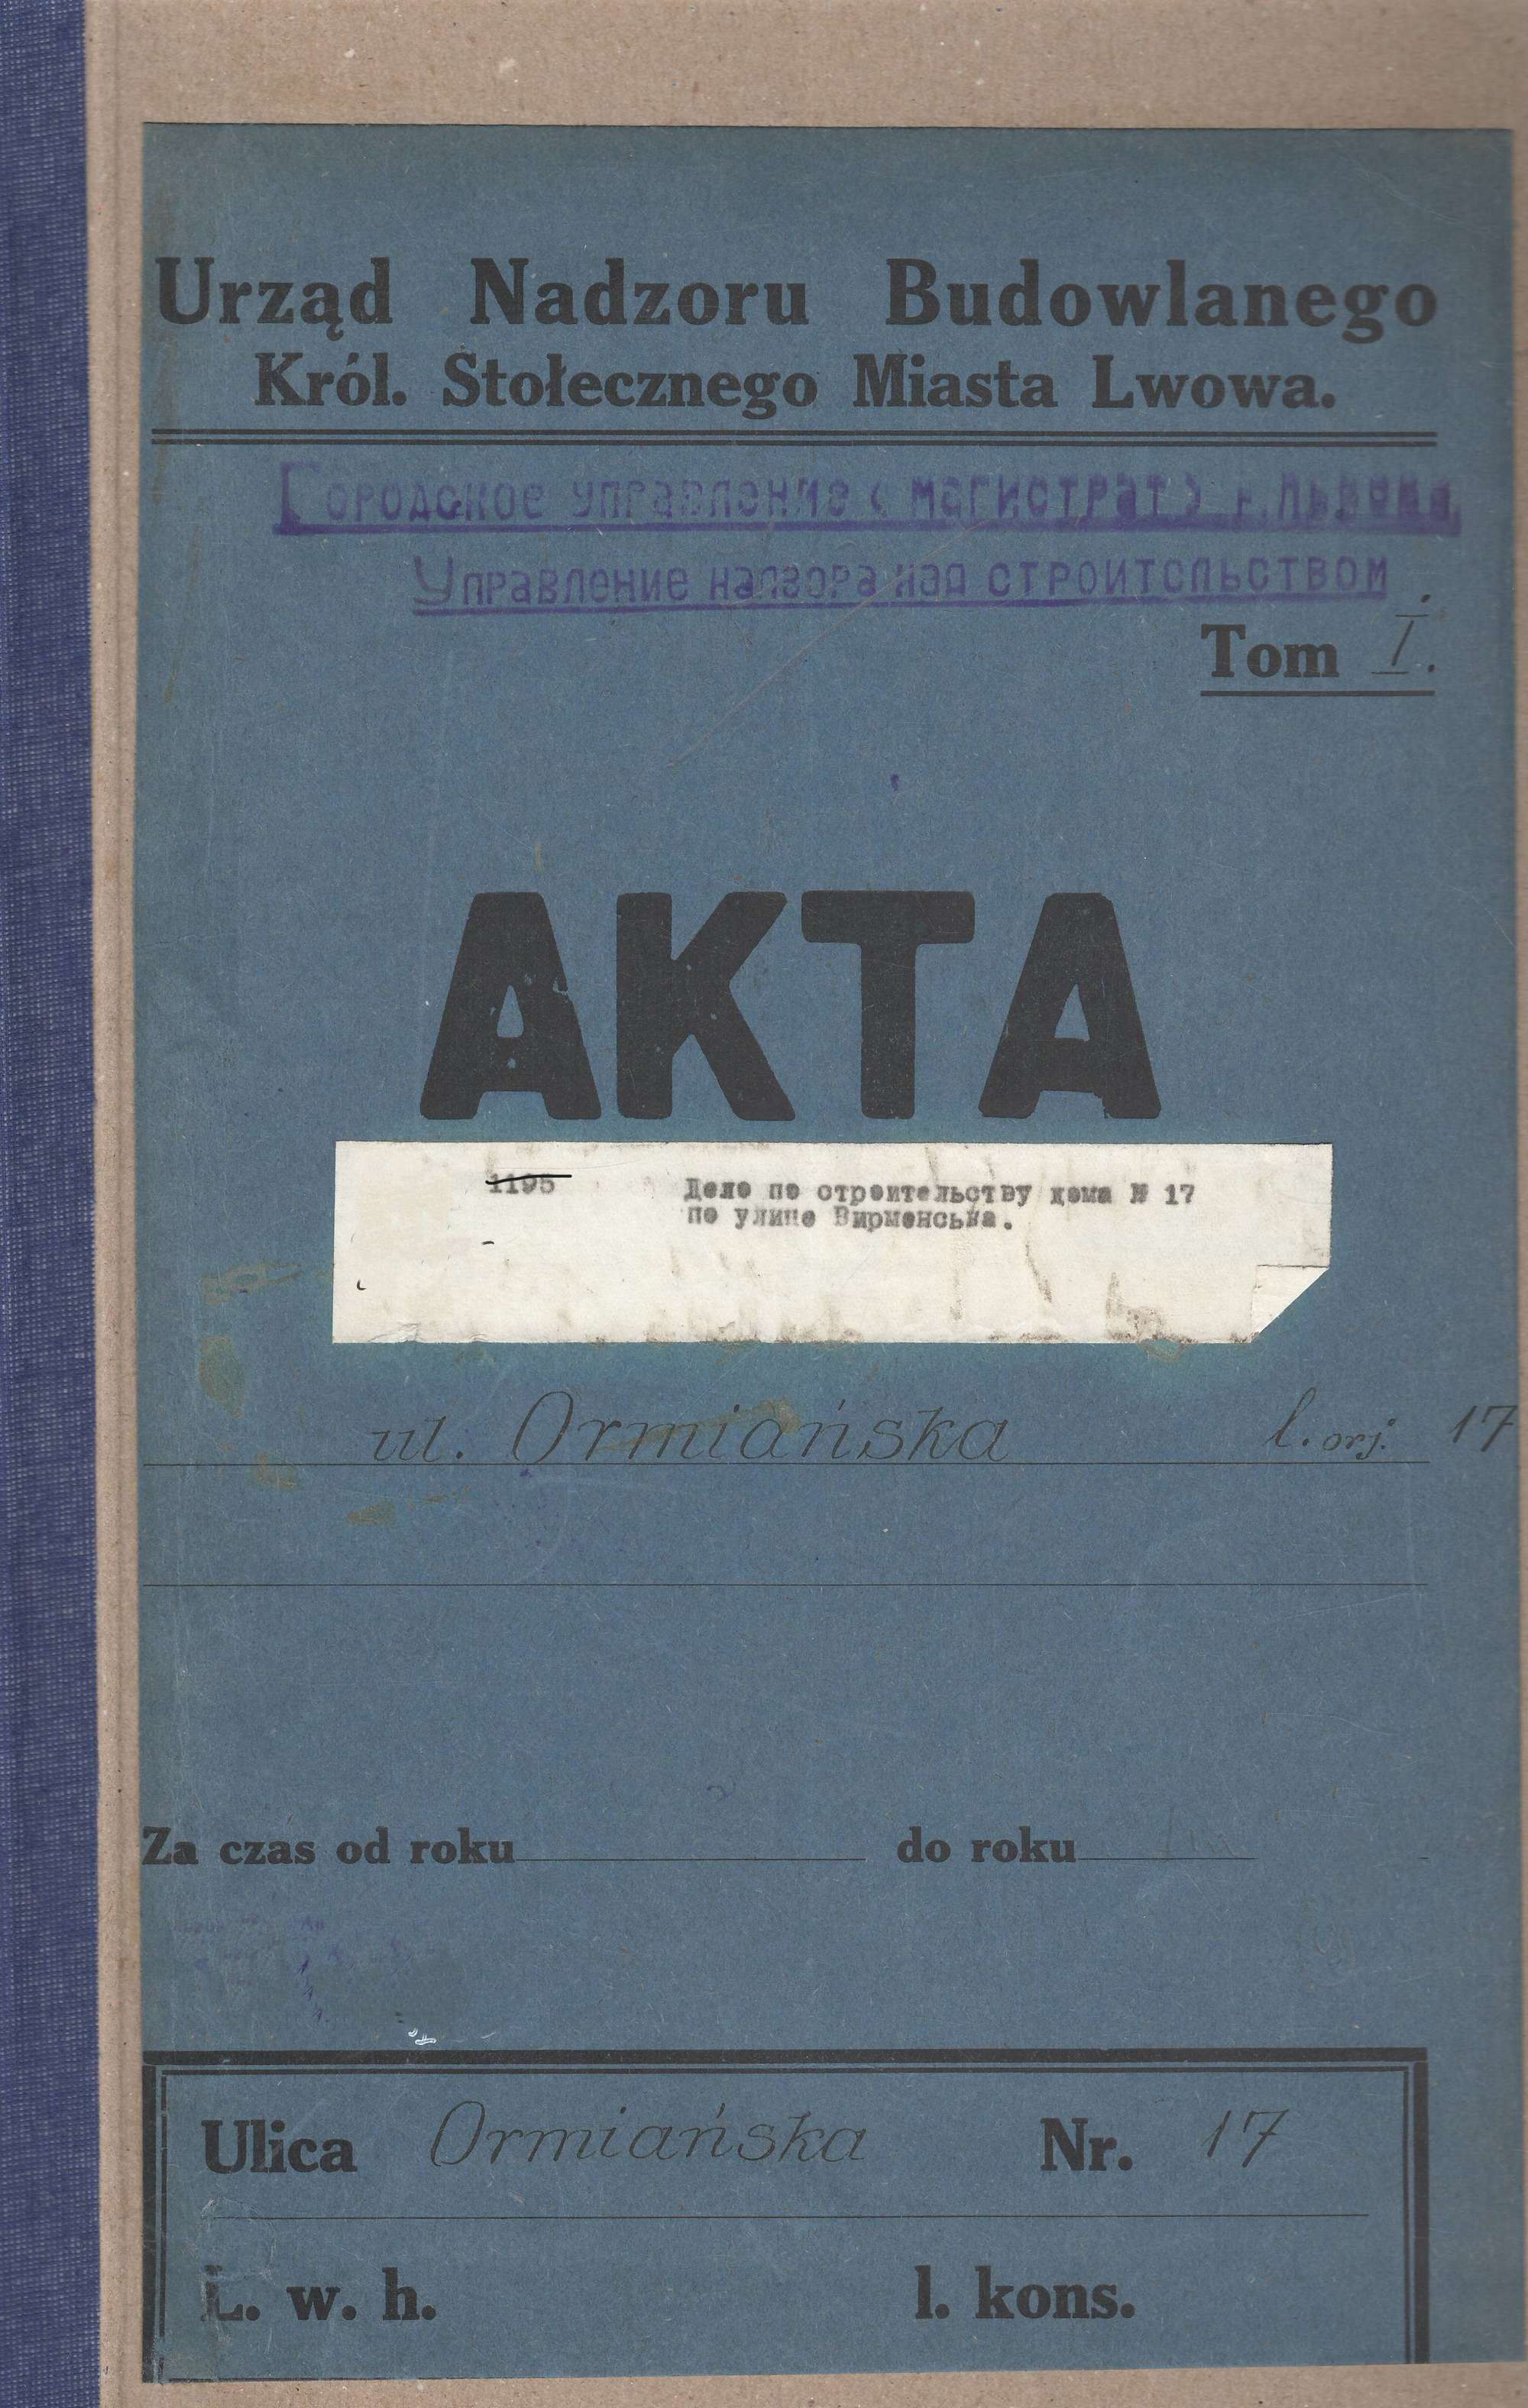 Urząd Nadzoru Budowlanego
Król. Stołecznego Miasta Lwowa.
Городское управление (магистрат) г. Львова
Управление надзора над строительством
Tom I.
AKTA
1195 Дело по строительству дома № 17
по улице Вирменська.
ul. Ormiańska l. orj. 17
Za czas od roku do roku
Ulica Ormiańska Nr. 17
L. w. h. l. kons.